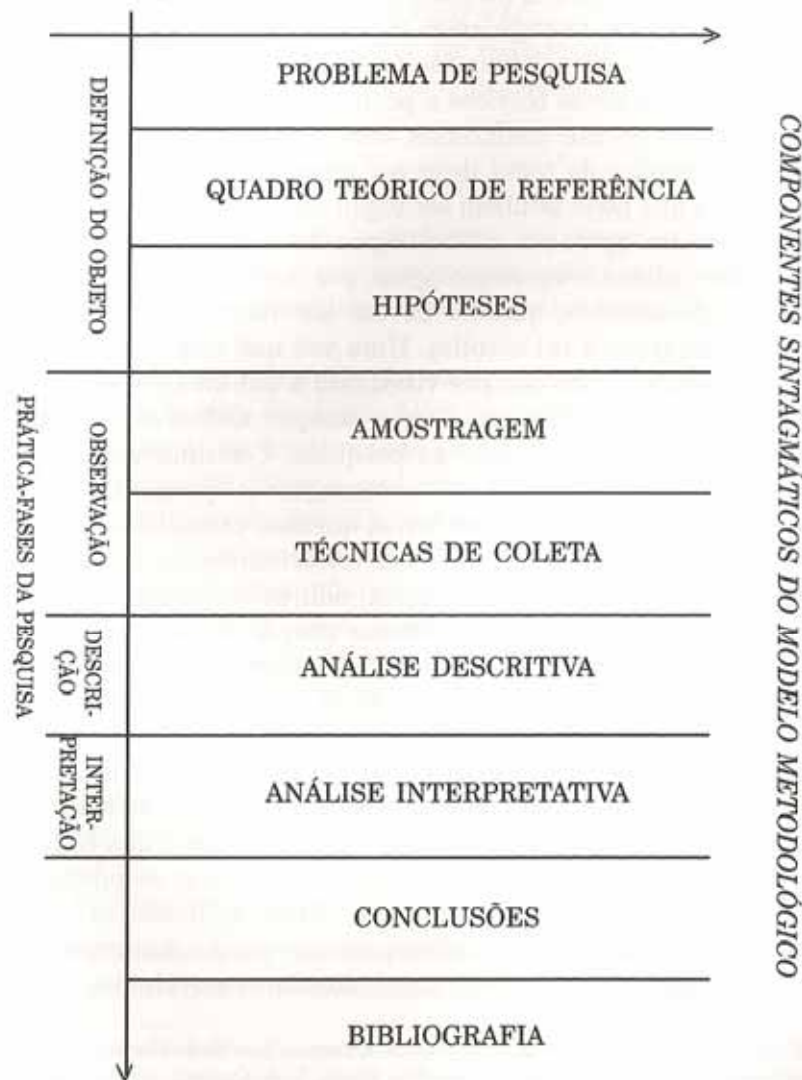 PROBLEMA DE PESQUISA
QUADRO TEÓRICO DE REFERÊNCIA
HIPÓTESES
AMOSTRAGEM
TÉCNICAS DE COLETA
ANÁLISE DESCRITIVA
ANÁLISE INTERPRETATIVA
CONCLUSÕES
BIBLIOGRAFIA
DEFINIÇÃO DO OBJETO
OBSERVAÇÃO
DESCRI-
ÇÃO
INTER-
PRETAÇÃO
PRÁTICA-FASES DA PESQUISA
COMPONENTES SINTAGMÁTICOS DO MODELO METODOLÓGICO